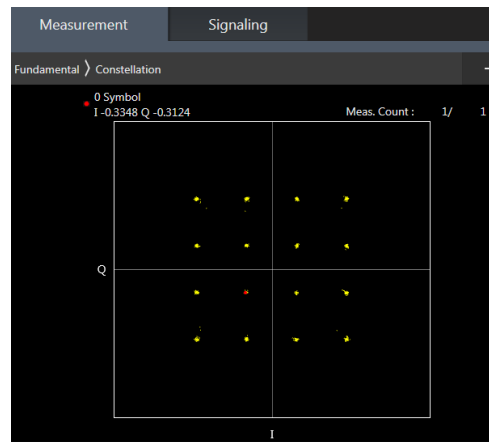 Measurement Signaling
Fundamental 〉 Constellation
0 Symbol
I -0.3348 Q -0.3124 Meas. Count : 1/ 1
Q
I